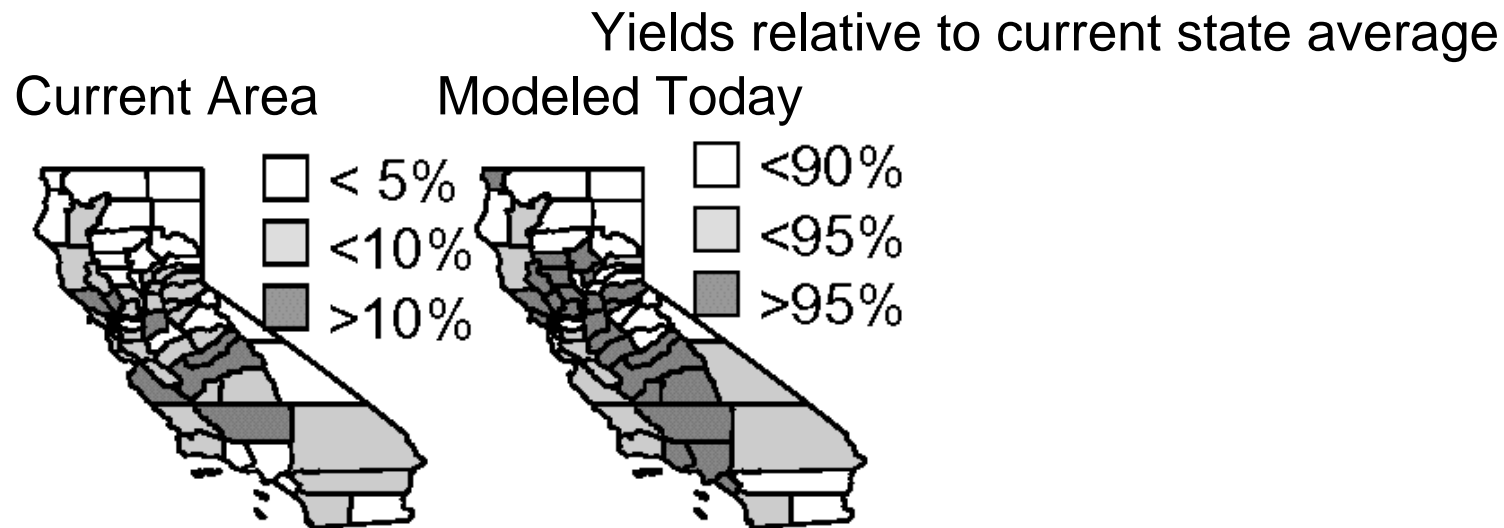 Yields relative to current state average
Current Area
Modeled Today
< 5%
<10%
>10%
<90%
<95%
>95%